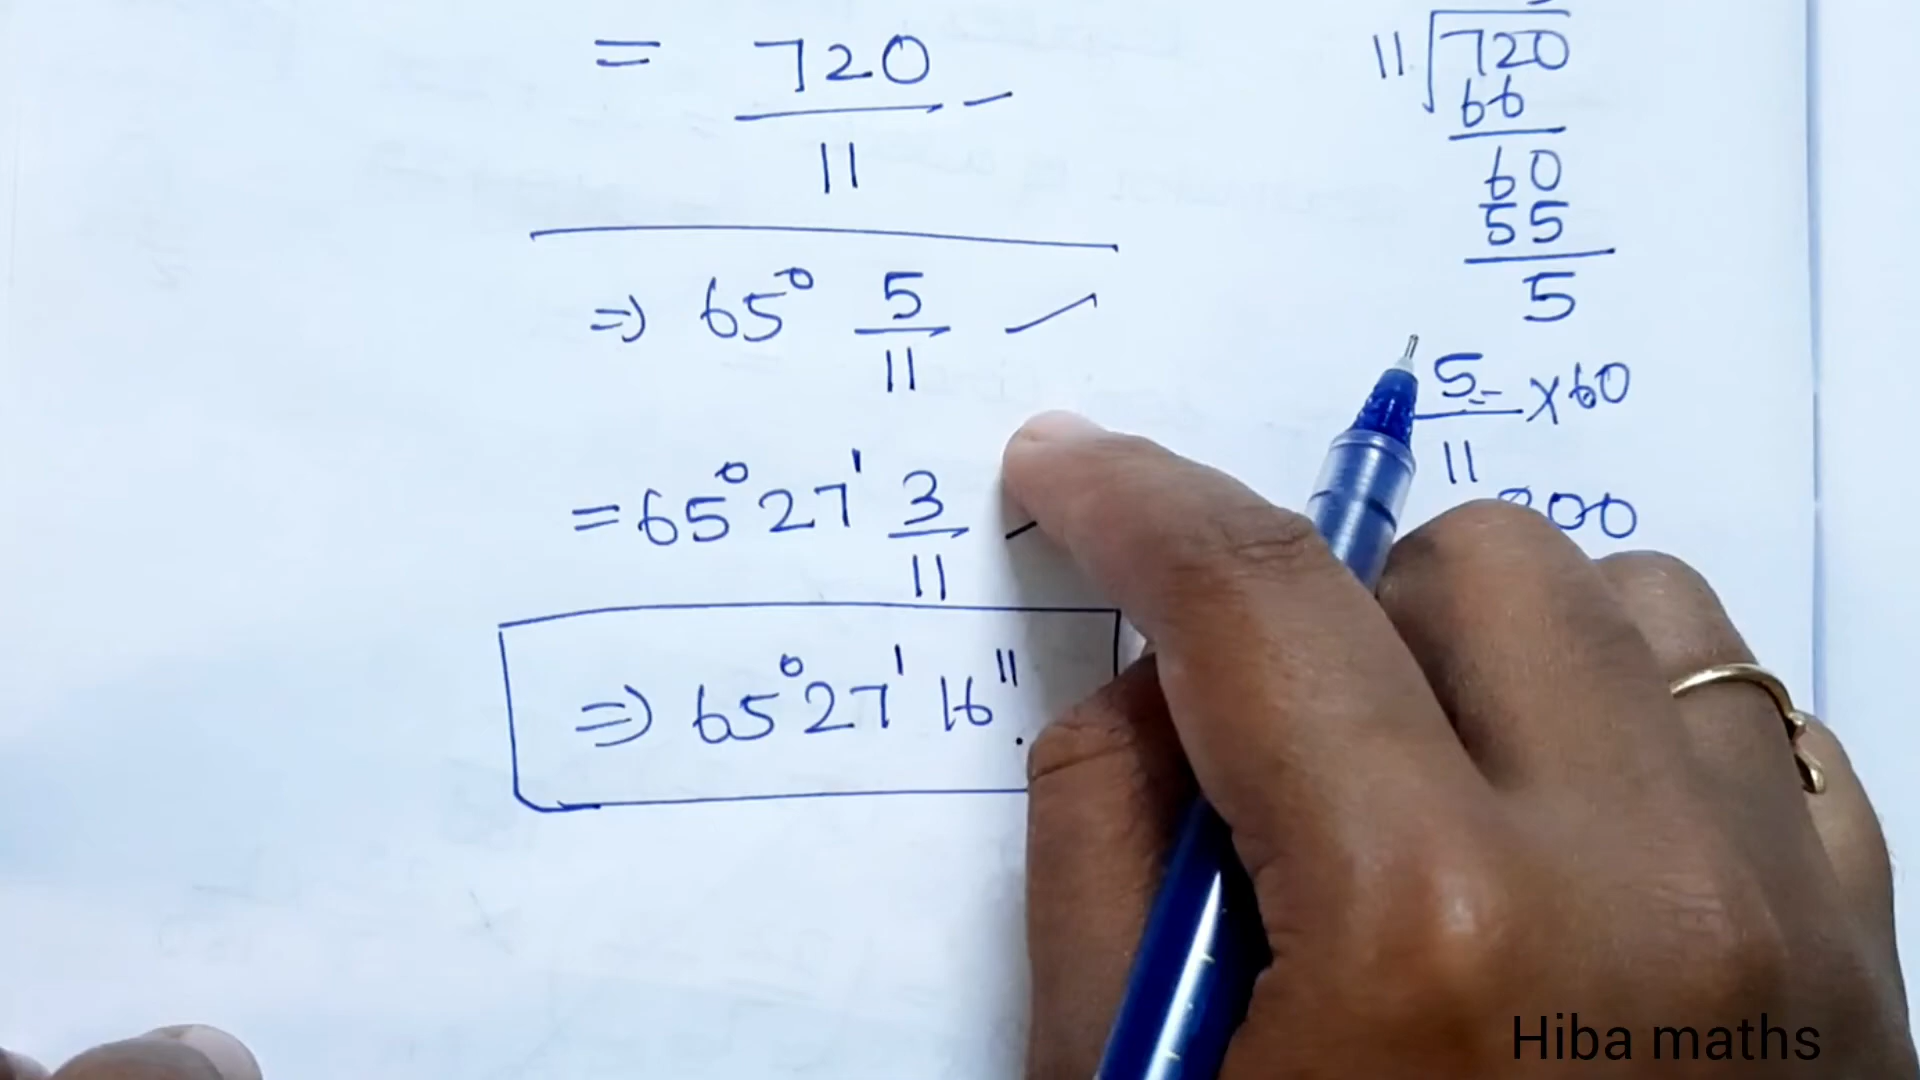 = 720
11
⇒ 65° 5
11
= 65° 27' 3
11
⇒ 65° 27' 16".
11 720
66
60
55
5
5 × 60
11
00
Hiba maths